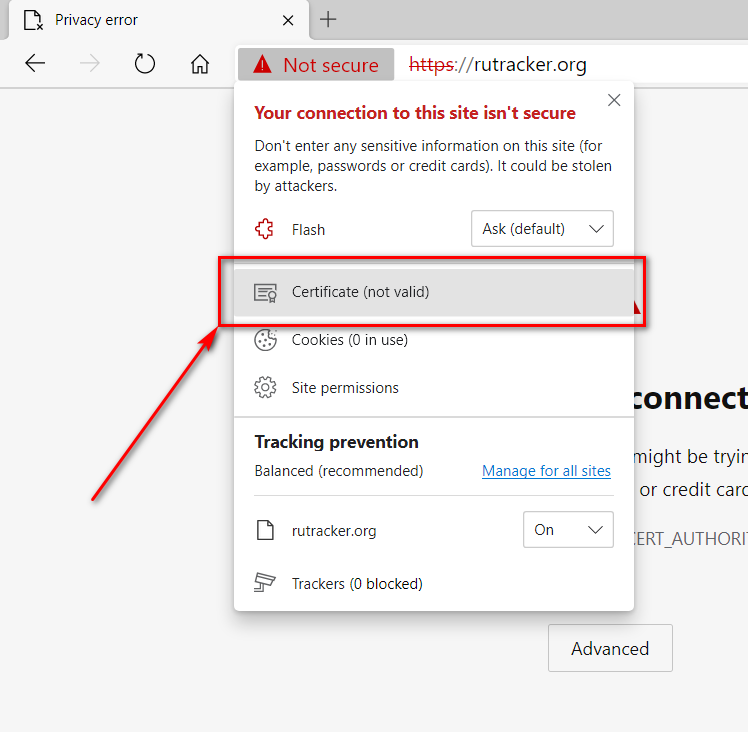 Privacy error
Not secure https://rutracker.org
Your connection to this site isn't secure
Don't enter any sensitive information on this site (for
example, passwords or credit cards). It could be stolen
by attackers.
Flash Ask (default)
Certificate (not valid)
Cookies (0 in use)
Site permissions
connect
Tracking prevention
might be tryin
Balanced (recommended) Manage for all sites
or credit card
rutracker.org On
CERT_AUTHORIT
Trackers (0 blocked)
Advanced